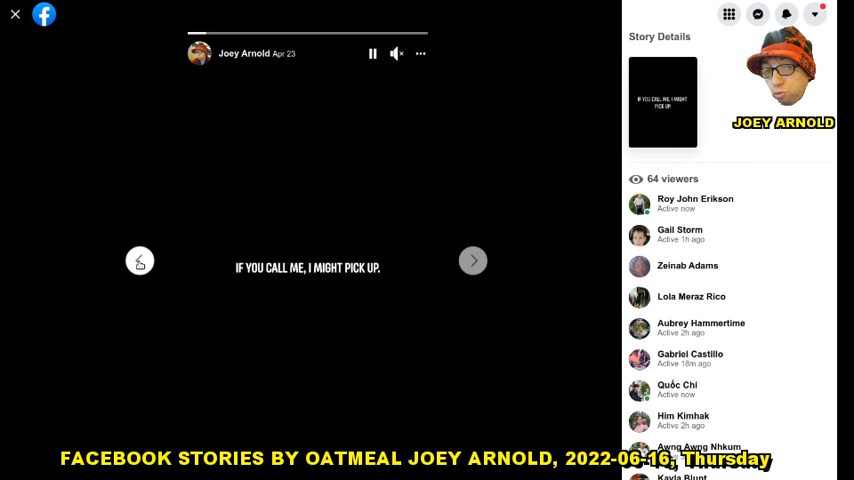 Joey Arnold Apr 23
IF YOU CALL ME, I MIGHT PICK UP.
Story Details
IF YOU CALL ME, I MIGHT
PICK UP.
JOEY ARNOLD
64 viewers
Roy John Erikson
Active now
Gail Storm
Active 1h ago
Zeinab Adams
Lola Meraz Rico
Aubrey Hammertime
Active 2h ago
Gabriel Castillo
Active 18m ago
Quốc Chí
Active now
Him Kimhak
Active 2h ago
Awng Awng Nhkum
Kayla Blunt
FACEBOOK STORIES BY OATMEAL JOEY ARNOLD, 2022-06-16, Thursday